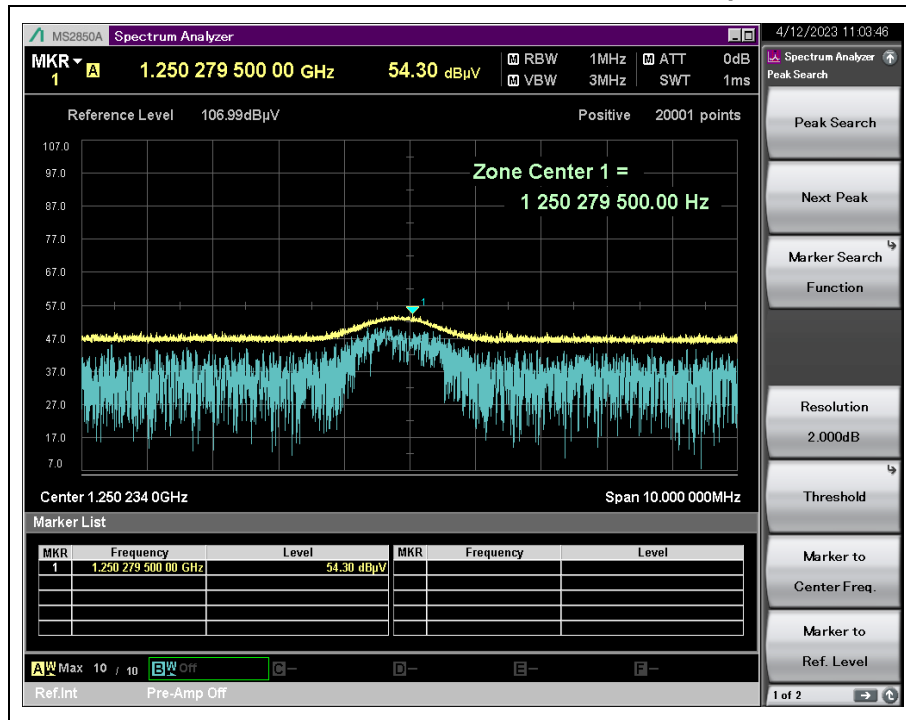 MS2850A Spectrum Analyzer
4/12/2023 11:03:46
MKR 1 A 1.250 279 500 00 GHz 54.30 dBµV
M RBW 1MHz M ATT 0dB
M VBW 3MHz SWT 1ms
Spectrum Analyzer
Peak Search
Reference Level 106.99dBµV Positive 20001 points
107.0
97.0
87.0
77.0
67.0
57.0
47.0
37.0
27.0
17.0
7.0
Zone Center 1 =
1 250 279 500.00 Hz
1
Center 1.250 234 0GHz Span 10.000 000MHz
Marker List
MKR Frequency Level MKR Frequency Level
1 1.250 279 500 00 GHz 54.30 dBµV
A W Max 10 / 10 B W Off C – D – E – F –
Ref.Int Pre-Amp Off
Peak Search
Next Peak
Marker Search
Function
Resolution
2.000dB
Threshold
Marker to
Center Freq.
Marker to
Ref. Level
1 of 2